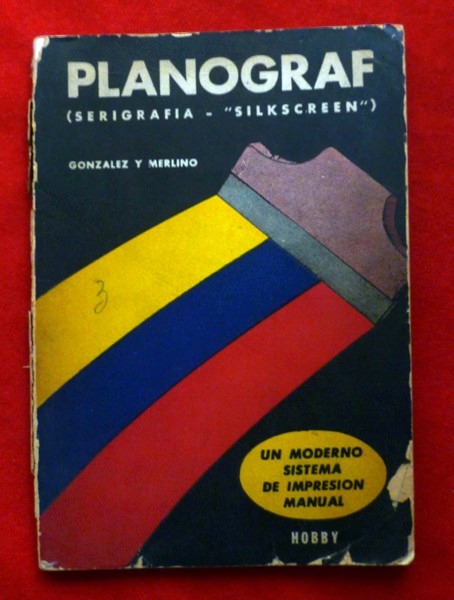 PLANOGRAF
(SERIGRAFIA - "SILKSCREEN")
GONZALEZ Y MERLINO
3
UN MODERNO
SISTEMA
DE IMPRESION
MANUAL
HOBBY